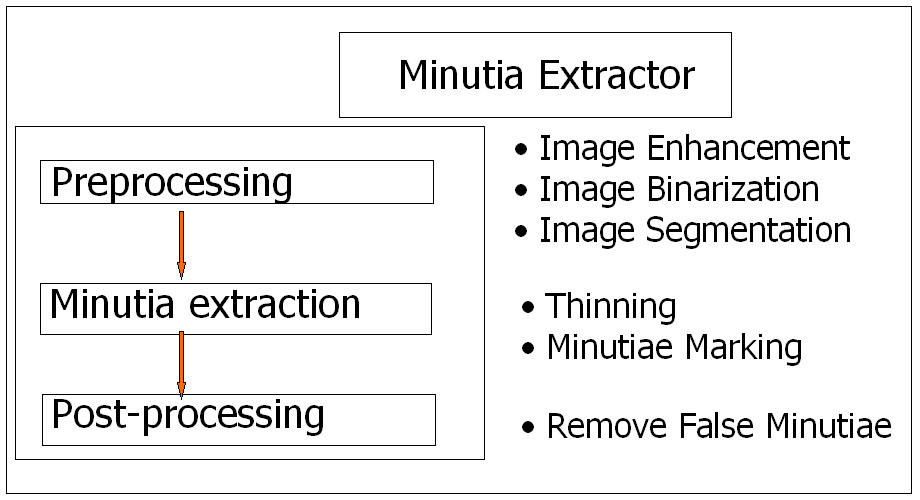 Minutia Extractor
Preprocessing
• Image Enhancement
• Image Binarization
• Image Segmentation
Minutia extraction
• Thinning
• Minutiae Marking
Post-processing
• Remove False Minutiae